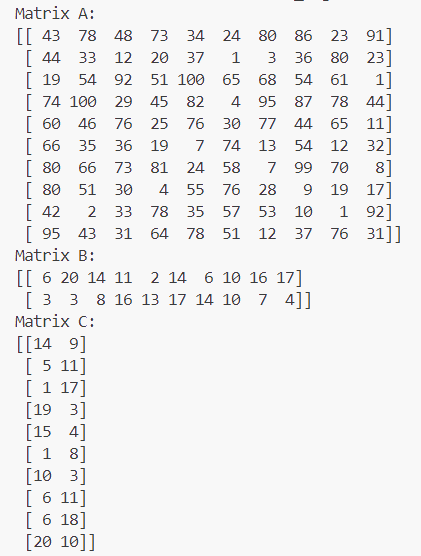 Matrix A:
[[ 43 78 48 73 34 24 80 86 23 91]
[ 44 33 12 20 37 1 3 36 80 23]
[ 19 54 92 51 100 65 68 54 61 1]
[ 74 100 29 45 82 4 95 87 78 44]
[ 60 46 76 25 76 30 77 44 65 11]
[ 66 35 36 19 7 74 13 54 12 32]
[ 80 66 73 81 24 58 7 99 70 8]
[ 80 51 30 4 55 76 28 9 19 17]
[ 42 2 33 78 35 57 53 10 1 92]
[ 95 43 31 64 78 51 12 37 76 31]]
Matrix B:
[[ 6 20 14 11 2 14 6 10 16 17]
[ 3 3 8 16 13 17 14 10 7 4]]
Matrix C:
[[14 9]
[ 5 11]
[ 1 17]
[19 3]
[15 4]
[ 1 8]
[10 3]
[ 6 11]
[ 6 18]
[20 10]]